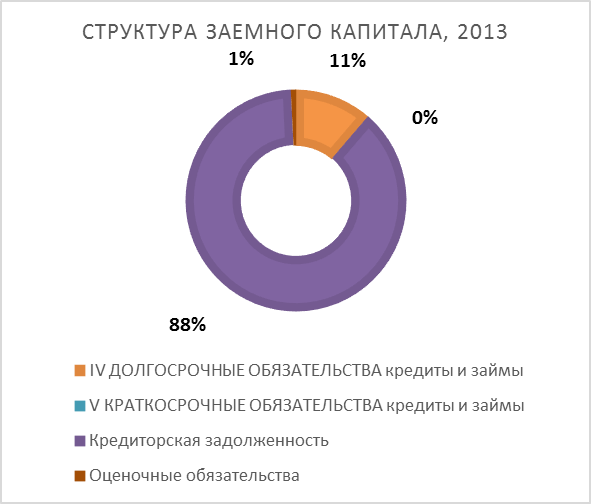 СТРУКТУРА ЗАЕМНОГО КАПИТАЛА, 2013
1%
11%
0%
88%
IV ДОЛГОСРОЧНЫЕ ОБЯЗАТЕЛЬСТВА кредиты и займы
V КРАТКОСРОЧНЫЕ ОБЯЗАТЕЛЬСТВА кредиты и займы
Кредиторская задолженность
Оценочные обязательства